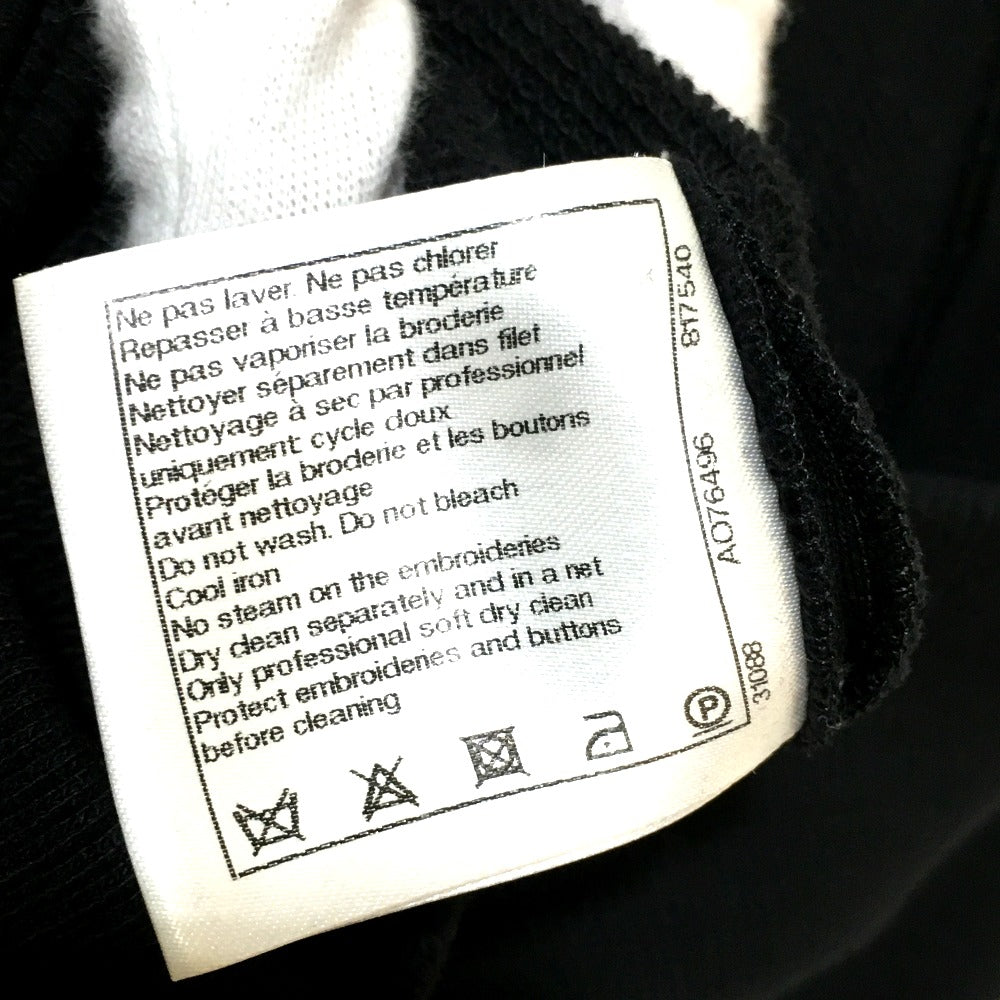 Ne pas laver. Ne pas chlorer
Repasser à basse température
Ne pas vaporiser la broderie
Nettoyer séparement dans filet
Nettoyage à sec par professionnel
uniquement cycle doux
Protéger la broderie et les boutons
avant nettoyage
Do not wash. Do not bleach
Cool iron
No steam on the embroideries
Dry clean separately and in a net
Only professional soft dry clean
Protect embroideries and buttons
before cleaning
P
31088
AO76496
817540